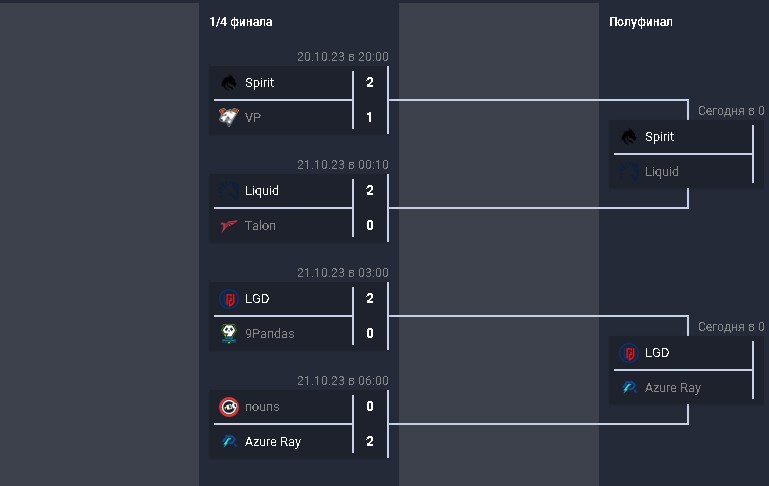 1/4 финала
20.10.23 в 20:00
Spirit 2
VP 1
21.10.23 в 00:10
Liquid 2
Talon 0
21.10.23 в 03:00
LGD 2
9Pandas 0
21.10.23 в 06:00
nouns 0
Azure Ray 2
Полуфинал
Сегодня в 0
Spirit
Liquid
Сегодня в 0
LGD
Azure Ray